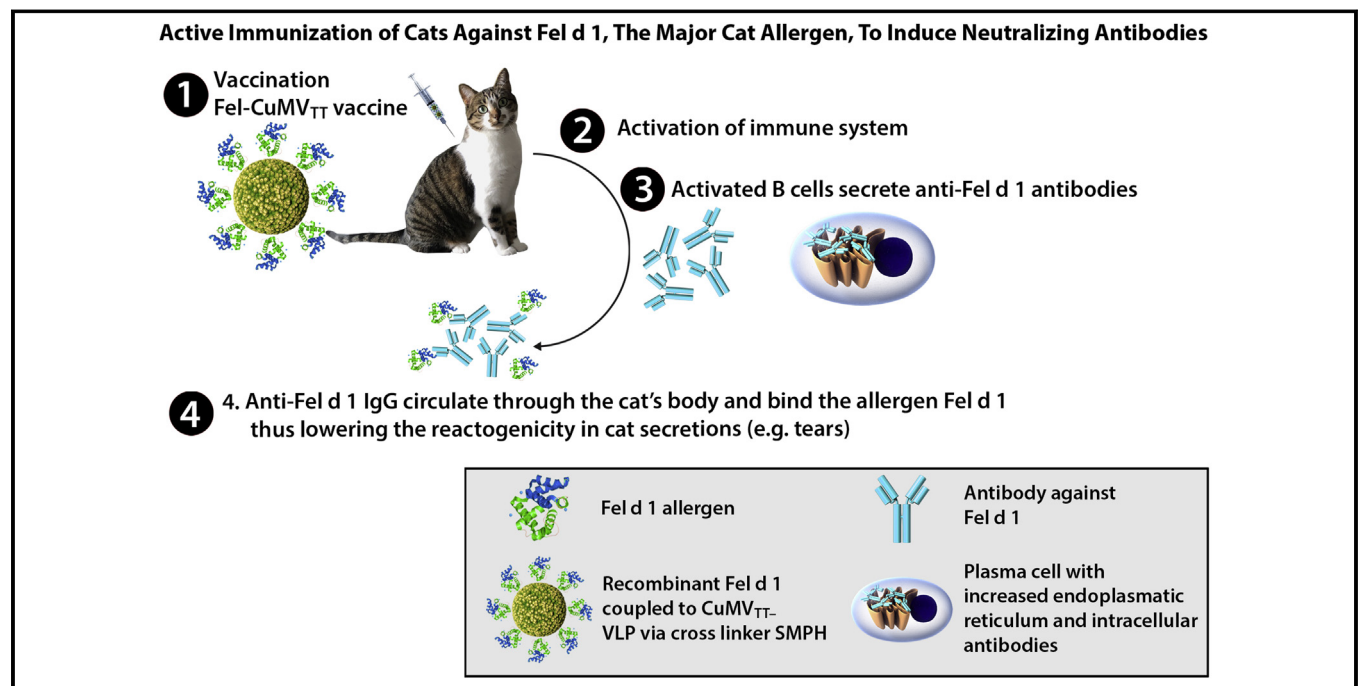 Active Immunization of Cats Against Fel d 1, The Major Cat Allergen, To Induce Neutralizing Antibodies
1 Vaccination
Fel-CuMVTT vaccine
2 Activation of immune system
3 Activated B cells secrete anti-Fel d 1 antibodies
4 4. Anti-Fel d 1 IgG circulate through the cat's body and bind the allergen Fel d 1
thus lowering the reactogenicity in cat secretions (e.g. tears)
Fel d 1 allergen
Antibody against
Fel d 1
Recombinant Fel d 1
coupled to CuMVTT–
VLP via cross linker SMPH
Plasma cell with
increased endoplasmatic
reticulum and intracellular
antibodies